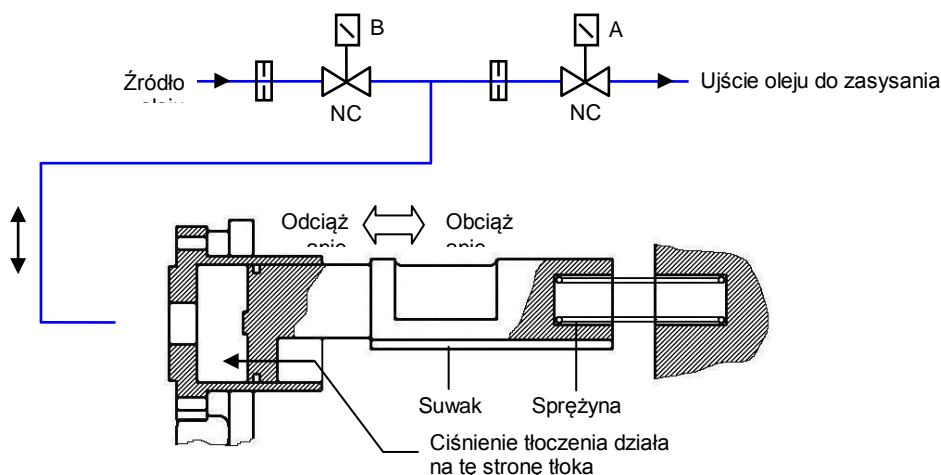 B
A
Źródło
Ujście oleju do zasysania
NC
NC
Odciąż
Obciąż
Suwak
Sprężyna
Ciśnienie tłoczenia działa
na tę stronę tłoka